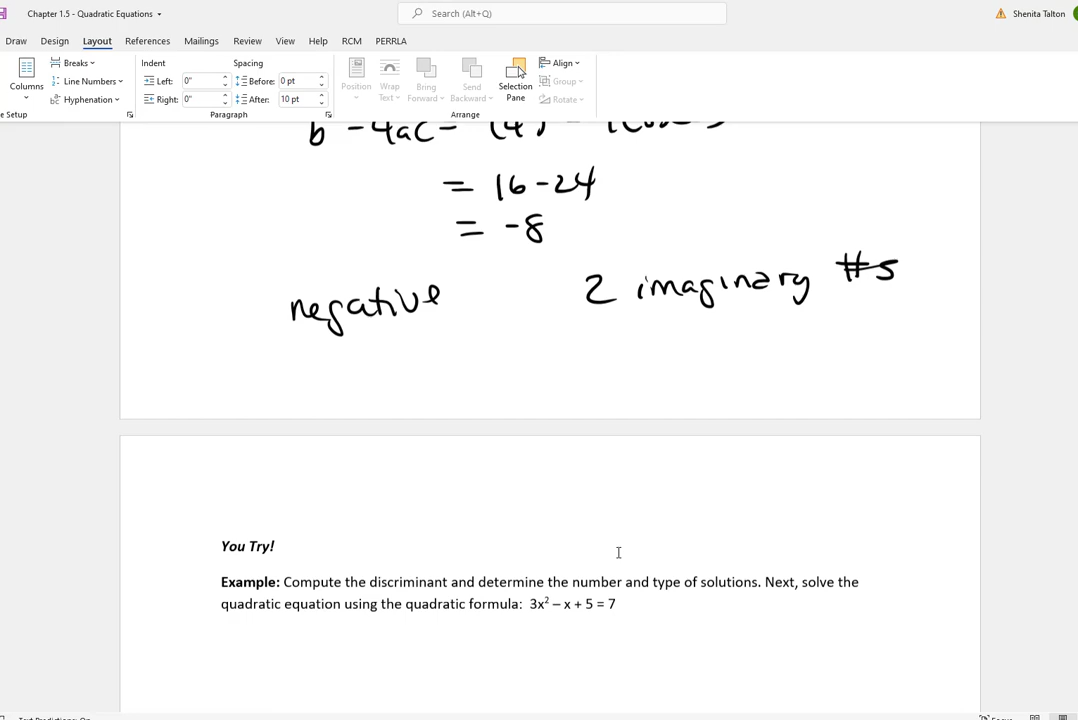 Chapter 1.5 - Quadratic Equations
Search (Alt+Q)
Shenita Talton
Draw Design Layout References Mailings Review View Help RCM PERRLA
Breaks Indent Spacing Align
Columns Line Numbers Left: 0" Before: 0 pt Position Wrap Text Bring Forward Send Backward Selection Pane Group
Hyphenation Right: 0" After: 10 pt Rotate
e Setup Paragraph Arrange
b - 4ac =
= 16 - 24
= -8
negative 2 imaginary #s
You Try!
Example: Compute the discriminant and determine the number and type of solutions. Next, solve the
quadratic equation using the quadratic formula: 3x² – x + 5 = 7